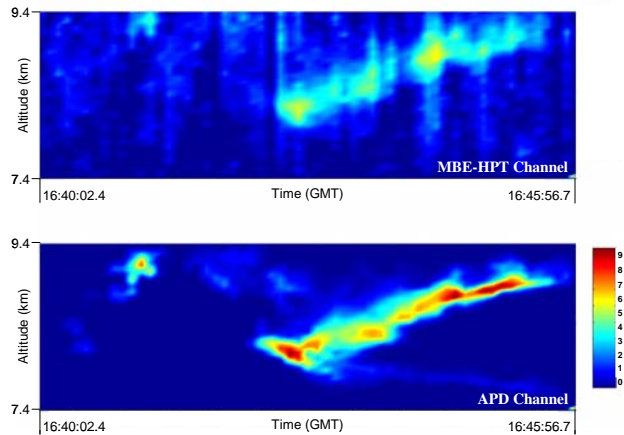 9.4
Altitude (km)
MBE-HPT Channel
7.4
16:40:02.4 Time (GMT) 16:45:56.7
9.4
Altitude (km)
APD Channel
7.4
16:40:02.4 Time (GMT) 16:45:56.7
9
8
7
6
5
4
3
2
1
0